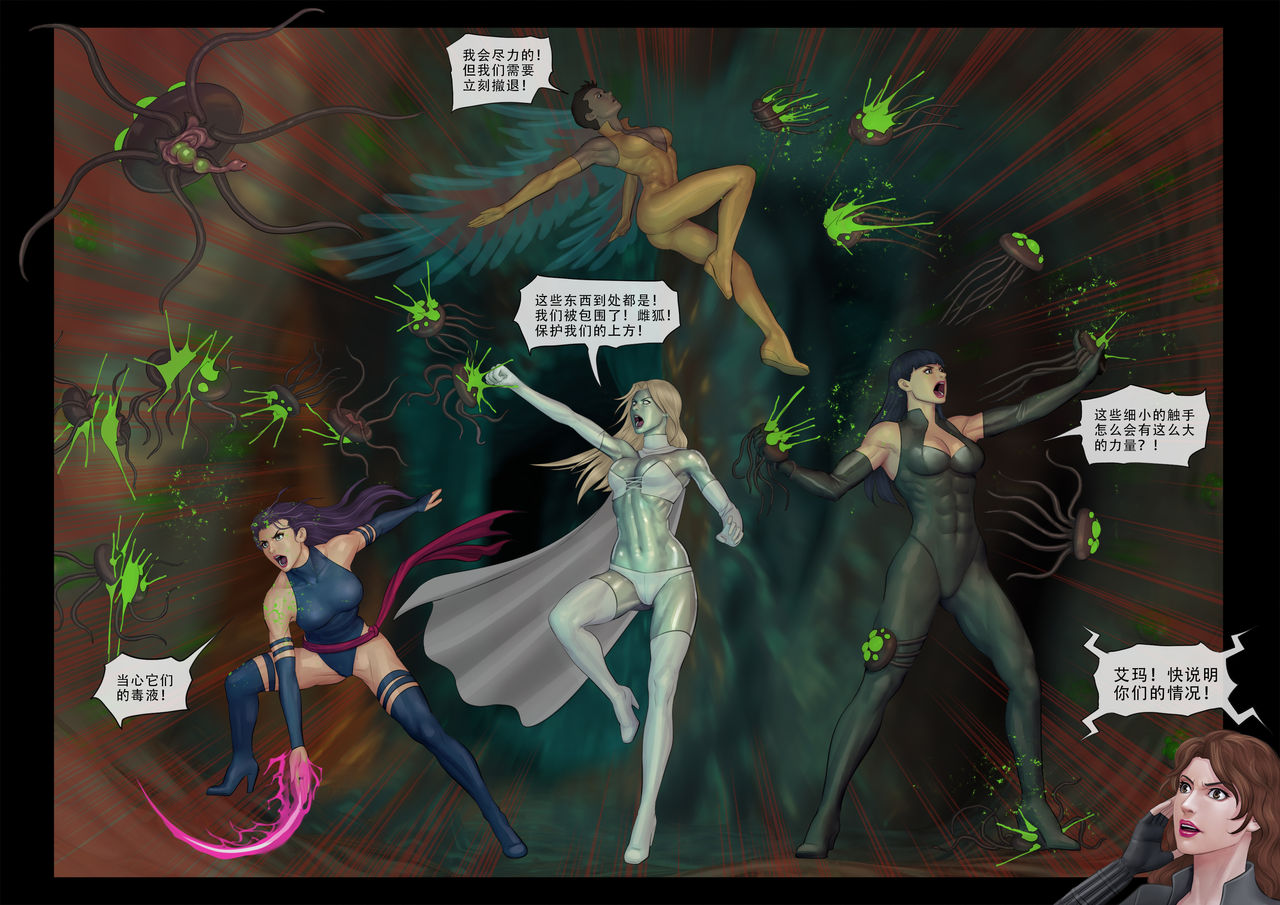 我会尽力的！
但我们需要
立刻撤退！
这些东西到处都是！
我们被包围了！雌狐！
保护我们的上方！
这些细小的触手
怎么会有这么大
的力量？！
当心它们
的毒液！
艾玛！快说明
你们的情况！